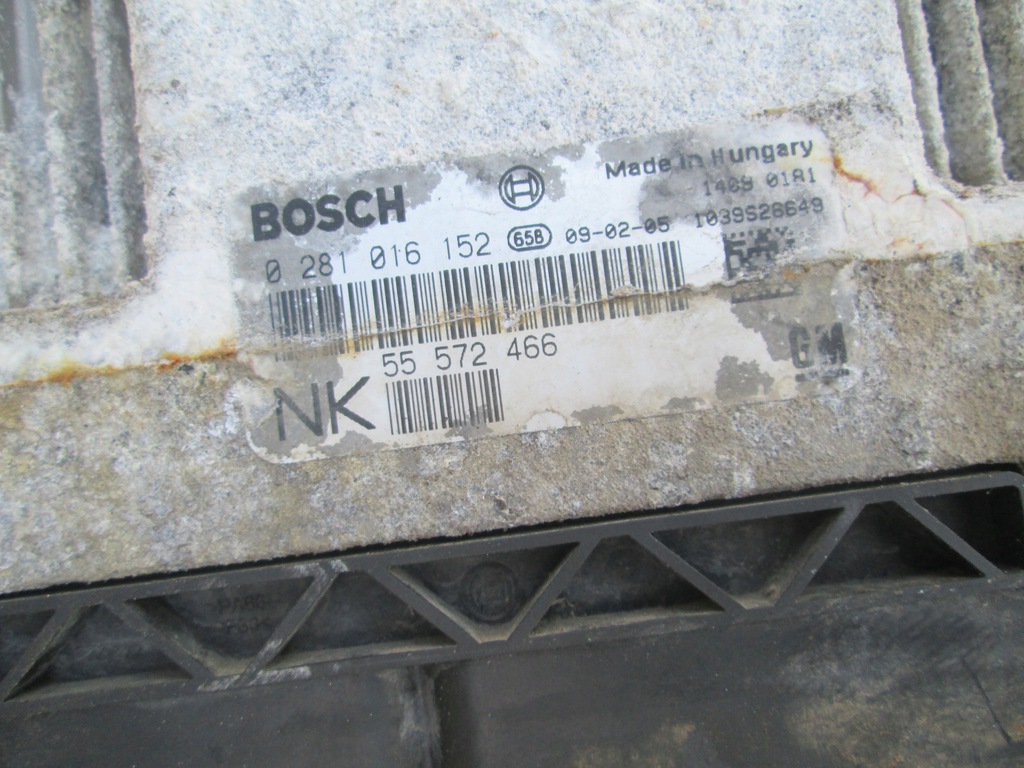 BOSCH
Made in Hungary
1409 0181
0 281 016 152 658 09-02-05 1039S28649
55 572 466
NK
GM